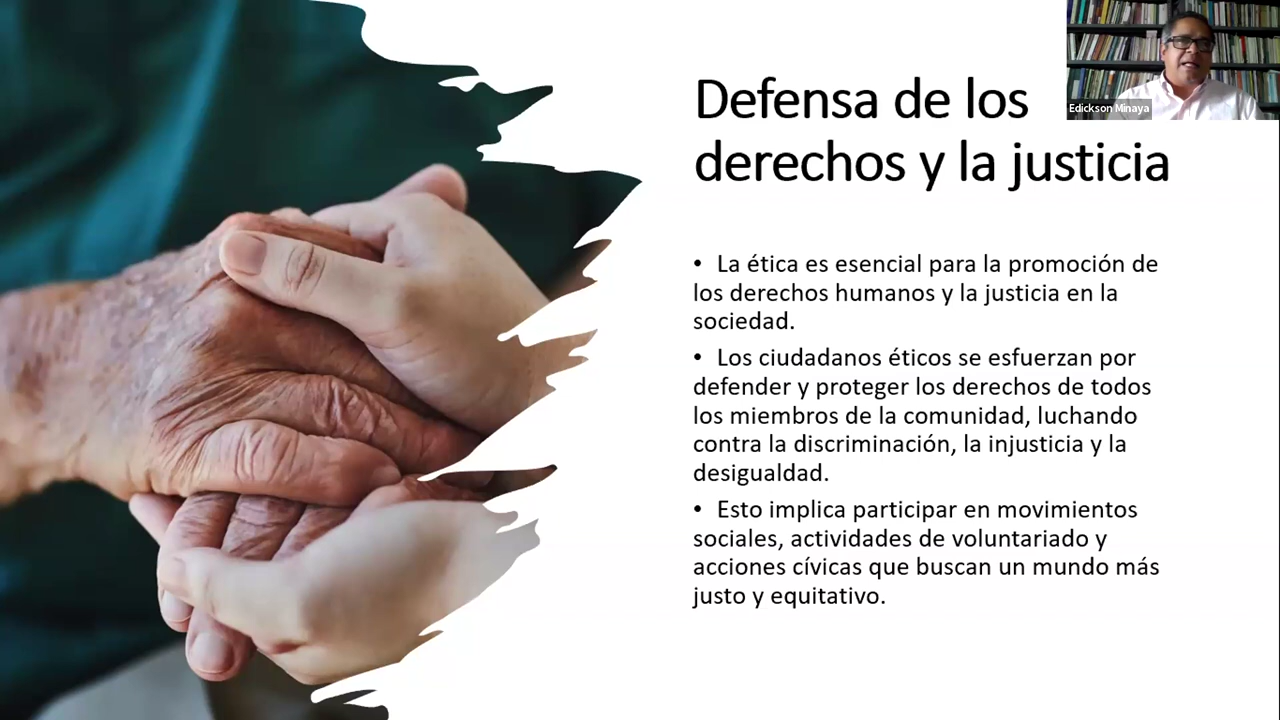 Defensa de los
derechos y la justicia
Edickson Minaya
• La ética es esencial para la promoción de
los derechos humanos y la justicia en la
sociedad.
• Los ciudadanos éticos se esfuerzan por
defender y proteger los derechos de todos
los miembros de la comunidad, luchando
contra la discriminación, la injusticia y la
desigualdad.
• Esto implica participar en movimientos
sociales, actividades de voluntariado y
acciones cívicas que buscan un mundo más
justo y equitativo.